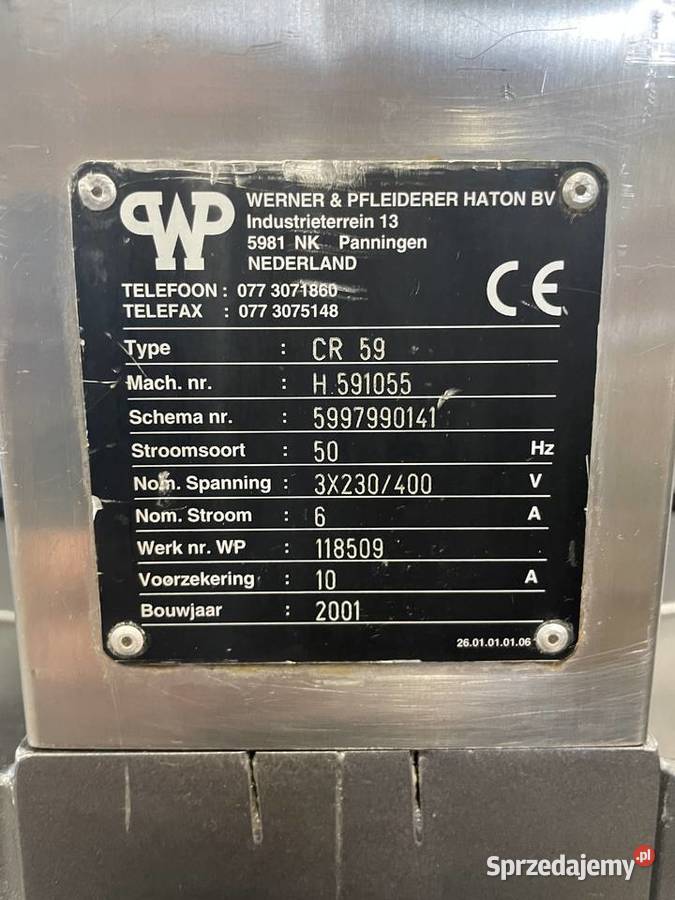 WP
WERNER & PFLEIDERER HATON BV
Industrieterrein 13
5981 NK Panningen
NEDERLAND
TELEFOON : 077 3071860
TELEFAX : 077 3075148
CE
Type : CR 59
Mach. nr. : H 591055
Schema nr. : 5997990141
Stroomsoort : 50 Hz
Nom. Spanning : 3X230/400 V
Nom. Stroom : 6 A
Werk nr. WP : 118509
Voørzekering : 10 A
Bouwjaar : 2001
26.01.01.01.06
Sprzedajemy.pl